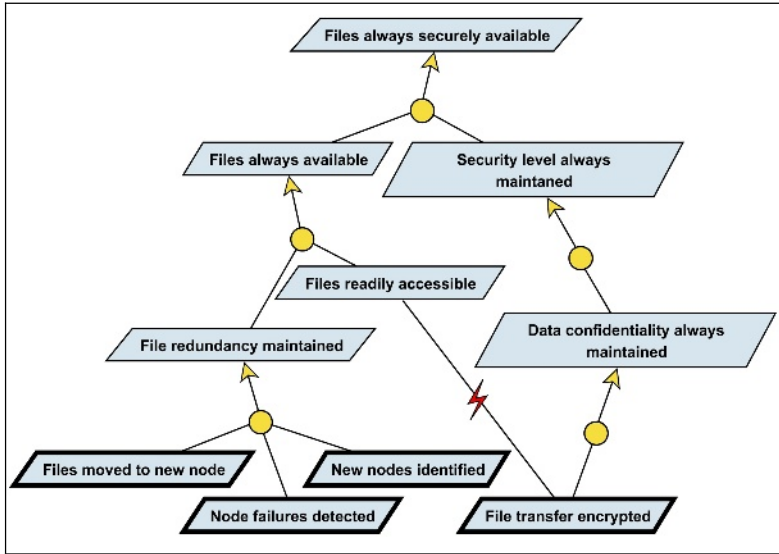 Files always securely available
Files always available
Security level always
maintaned
Files readily accessible
File redundancy maintained
Data confidentiality always
maintained
Files moved to new node
New nodes identified
Node failures detected
File transfer encrypted